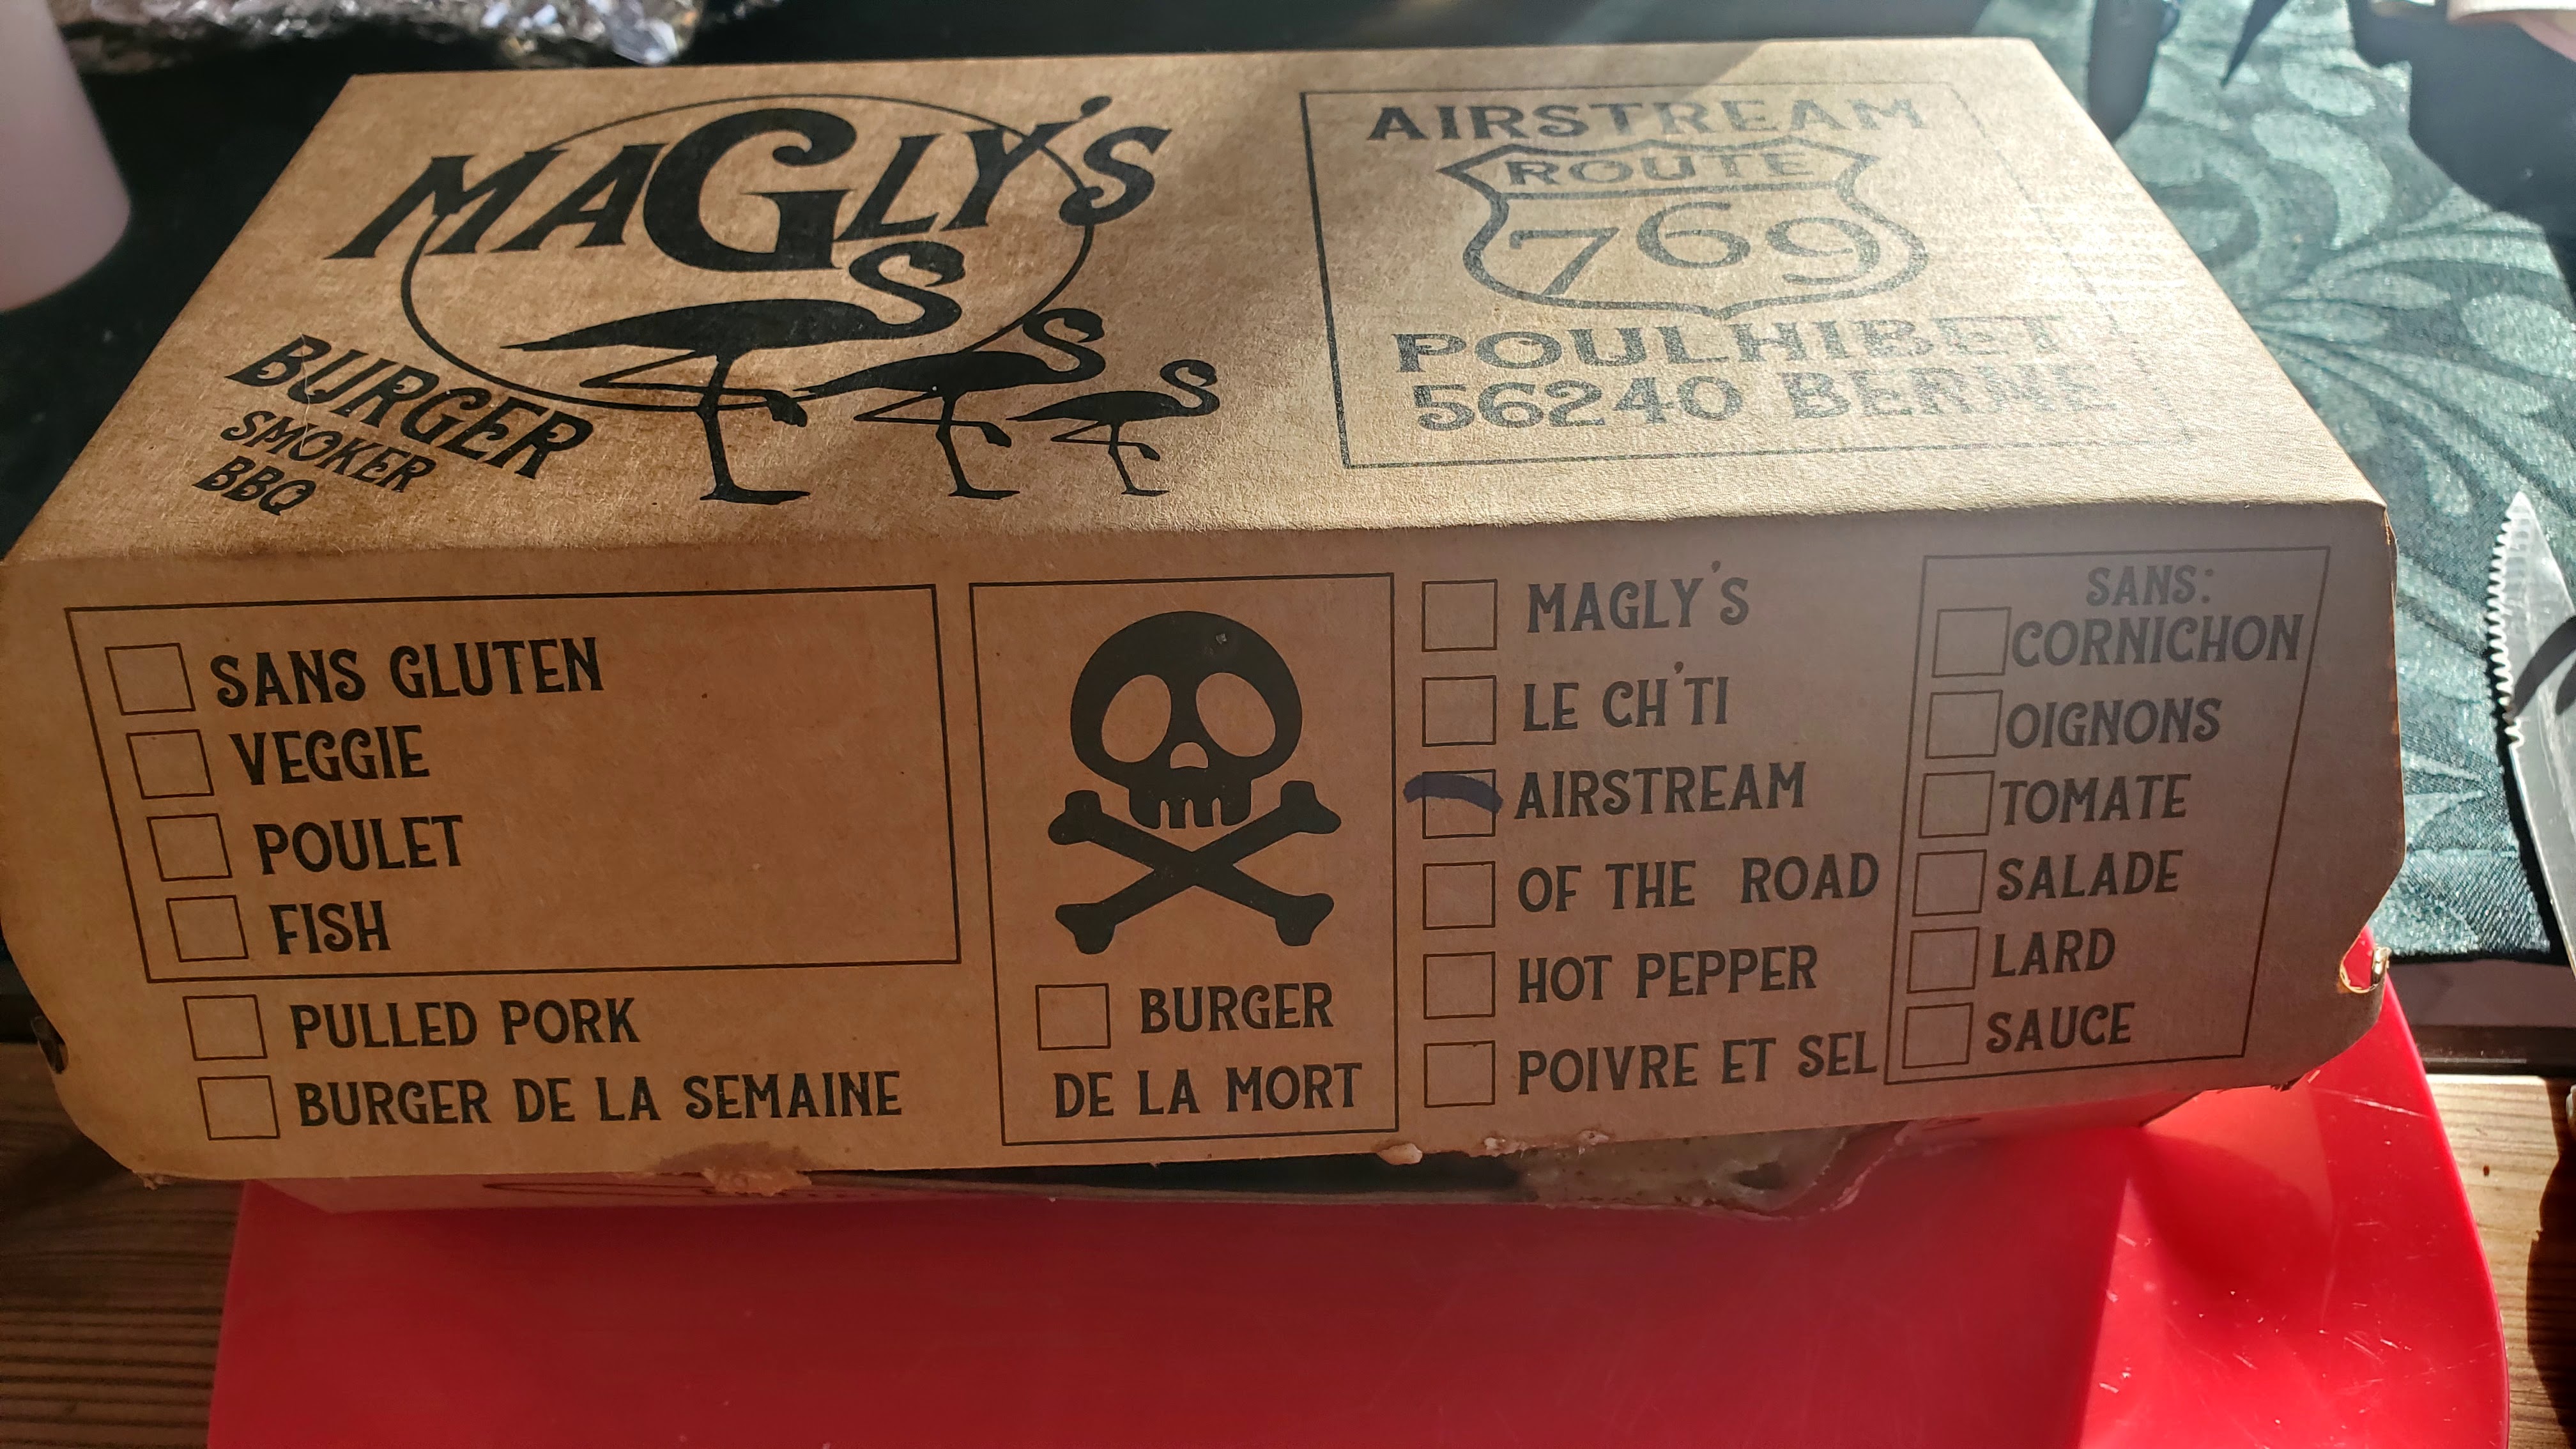 MAGLY'S
BURGER
SMOKER
BBQ
AIRSTREAM
ROUTE
769
POULHIBET
56240 BERNÉ
SANS GLUTEN
VEGGIE
POULET
FISH
PULLED PORK
BURGER DE LA SEMAINE
BURGER
DE LA MORT
MAGLY'S
LE CH'TI
AIRSTREAM
OF THE ROAD
HOT PEPPER
POIVRE ET SEL
SANS:
CORNICHON
OIGNONS
TOMATE
SALADE
LARD
SAUCE